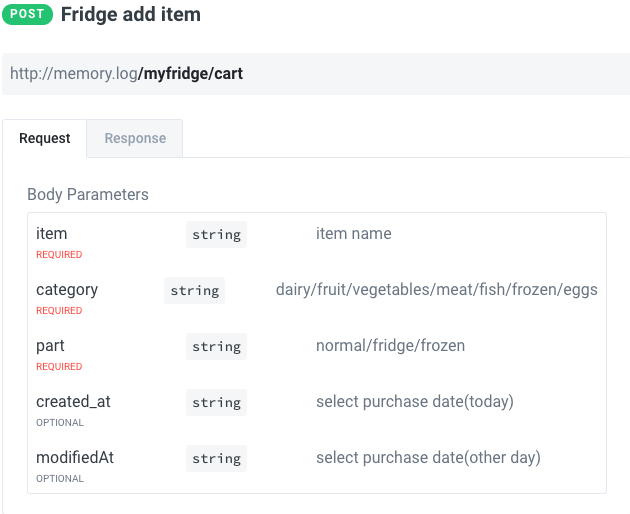 POST Fridge add item
http://memory.log/myfridge/cart
Request Response
Body Parameters
item string item name
REQUIRED
category string dairy/fruit/vegetables/meat/fish/frozen/eggs
REQUIRED
part string normal/fridge/frozen
REQUIRED
created_at string select purchase date(today)
OPTIONAL
modifiedAt string select purchase date(other day)
OPTIONAL